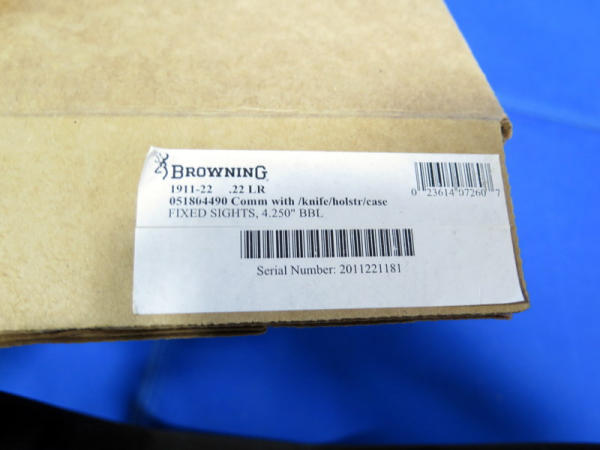 BROWNING
1911-22 .22 LR
051804490 Comm with /knife/holstr/case
FIXED SIGHTS, 4.250" BBL
0 23614 07260 7
Serial Number: 2011221181